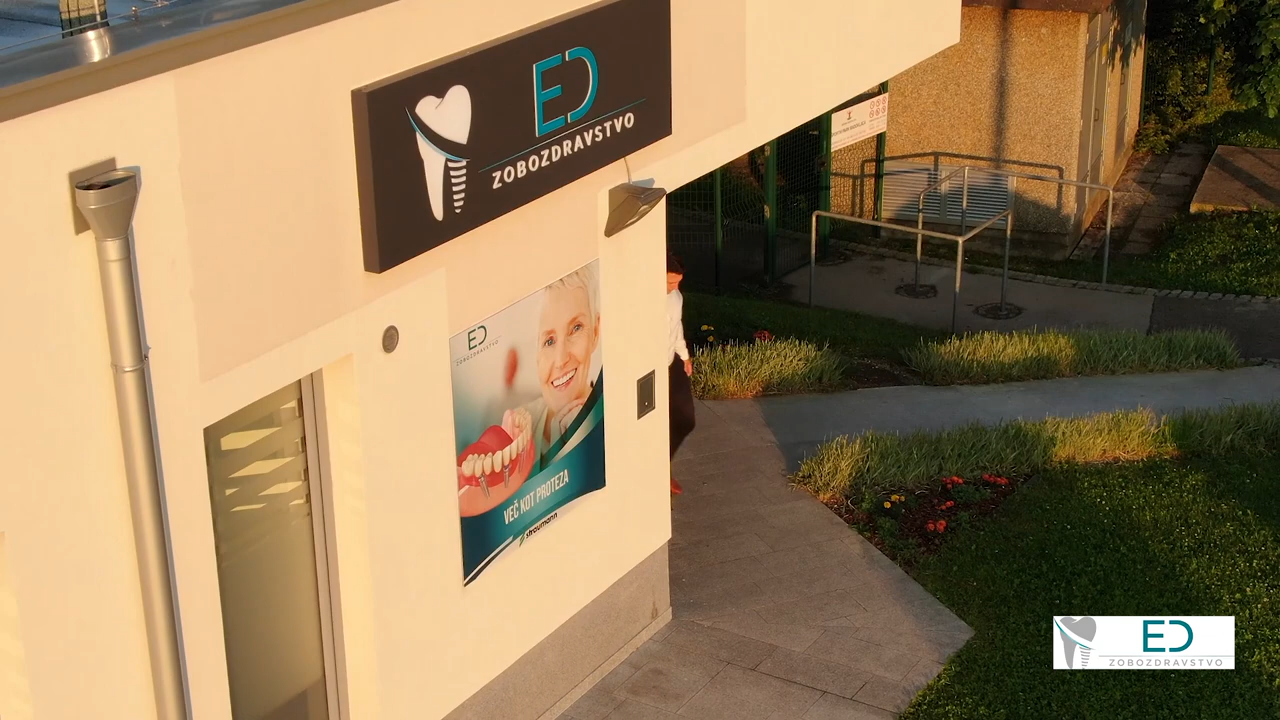 ED
ZOBOZDRAVSTVO
ED
ZOBOZDRAVSTVO
VEČ KOT PROTEZA
straumann
ED
ZOBOZDRAVSTVO